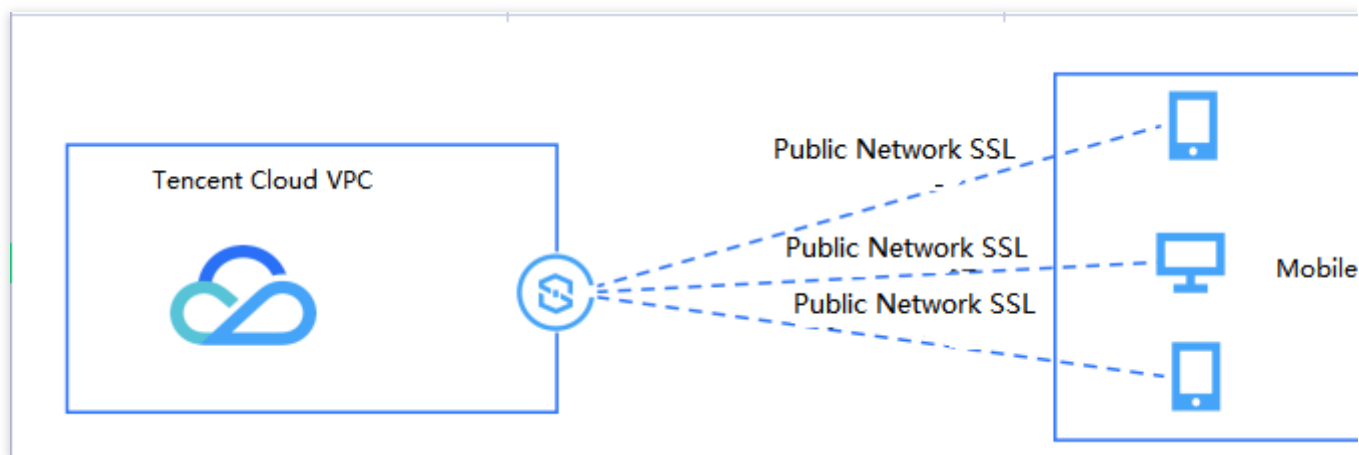 Public Network SSL
Tencent Cloud VPC
Public Network SSL
Mobile
Public Network SSL